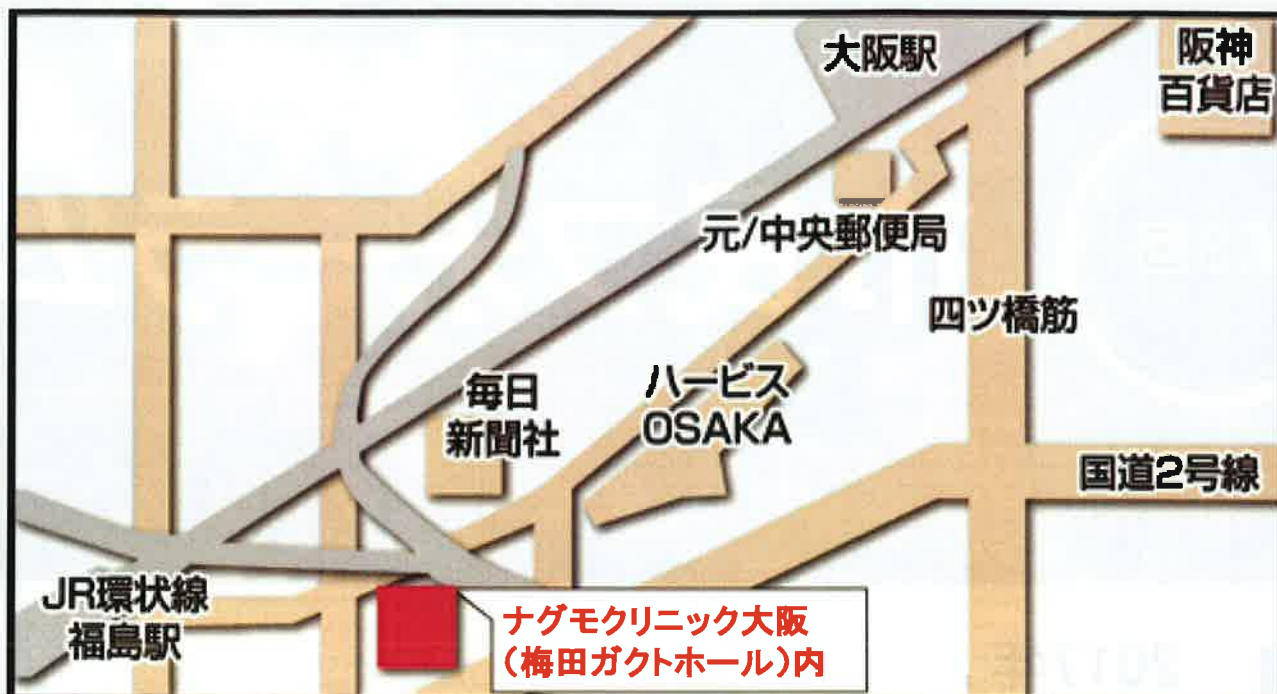 大阪駅
阪神
百貨店
元/中央郵便局
四ツ橋筋
毎日
新聞社
ハービス
OSAKA
国道2号線
JR環状線
福島駅
ナグモクリニック大阪
(梅田ガクトホール)内